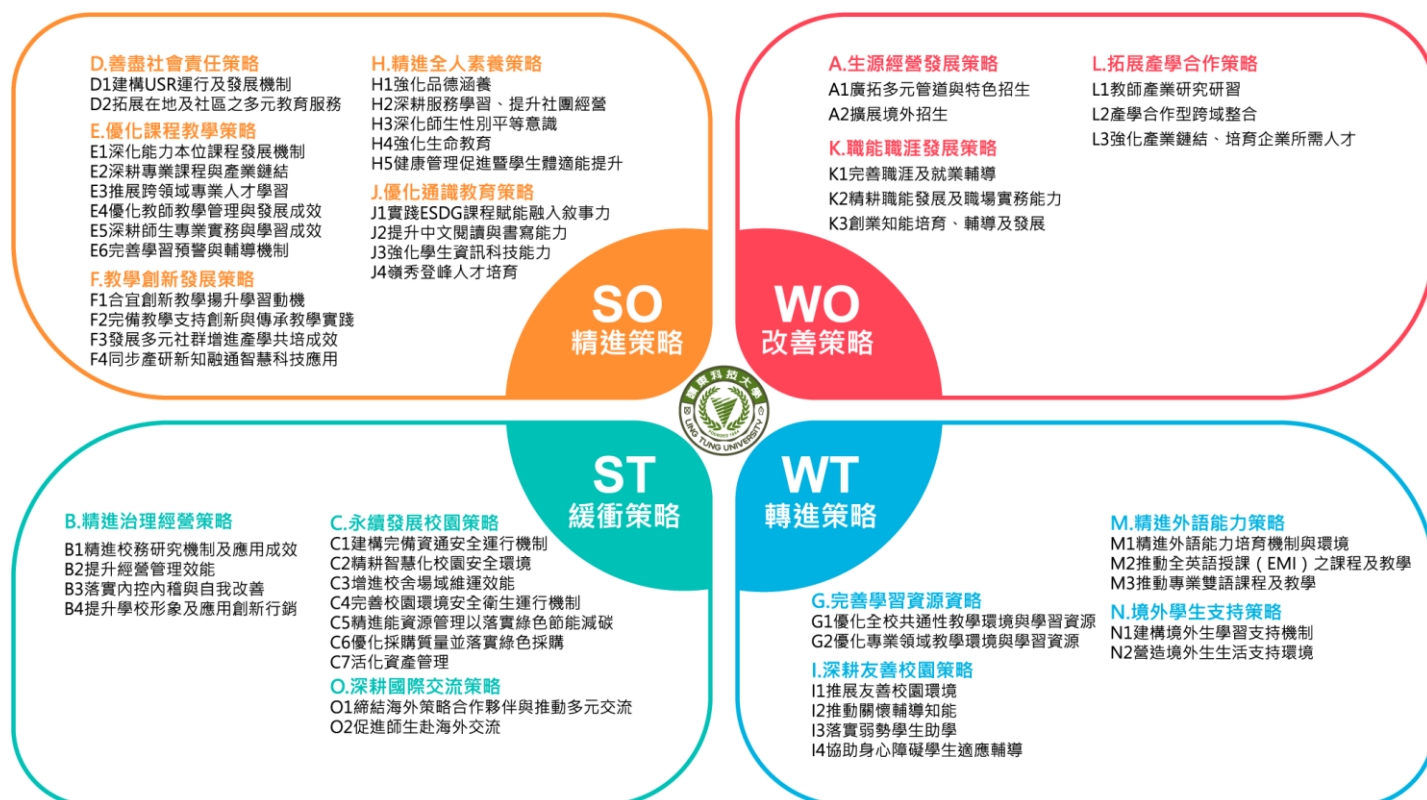 D.善盡社會責任策略
D1建構USR運行及發展機制
D2拓展在地及社區之多元教育服務
E.優化課程教學策略
E1深化能力本位課程發展機制
E2深耕專業課程與產業鏈結
E3推展跨領域專業人才學習
E4優化教師教學管理與發展成效
E5深耕師生專業實務與學習成效
E6完善學習預警與輔導機制
F.教學創新發展策略
F1合宜創新教學揚升學習動機
F2完備教學支持創新與傳承教學實踐
F3發展多元社群增進產學共培成效
F4同步產研新知融通智慧科技應用
H.精進全人素養策略
H1強化品德涵養
H2深耕服務學習、提升社團經營
H3深化師生性別平等意識
H4強化生命教育
H5健康管理促進暨學生體適能提升
J.優化通識教育策略
J1實踐ESDG課程賦能融入敘事力
J2提升中文閱讀與書寫能力
J3強化學生資訊科技能力
J4嶺秀登峰人才培育
SO
精進策略
A.生源經營發展策略
A1廣拓多元管道與特色招生
A2擴展境外招生
K.職能職涯發展策略
K1完善職涯及就業輔導
K2精耕職能發展及職場實務能力
K3創業知能培育、輔導及發展
L.拓展產學合作策略
L1教師產業研究研習
L2產學合作型跨域整合
L3強化產業鏈結、培育企業所需人才
WO
改善策略
嶺東科技大學
LING TUNG UNIVERSITY
ST
緩衝策略
B.精進治理經營策略
B1精進校務研究機制及應用成效
B2提升經營管理效能
B3落實內控內稽與自我改善
B4提升學校形象及應用創新行銷
C.永續發展校園策略
C1建構完備資通安全運行機制
C2精耕智慧化校園安全環境
C3增進校舍場域維運效能
C4完善校園環境安全衛生運行機制
C5精進能資源管理以落實綠色節能減碳
C6優化採購質量並落實綠色採購
C7活化資產管理
O.深耕國際交流策略
O1締結海外策略合作夥伴與推動多元交流
O2促進師生赴海外交流
WT
轉進策略
G.完善學習資源資略
G1優化全校共通性教學環境與學習資源
G2優化專業領域教學環境與學習資源
I.深耕友善校園策略
I1推展友善校園環境
I2推動關懷輔導知能
I3落實弱勢學生助學
I4協助身心障礙學生適應輔導
M.精進外語能力策略
M1精進外語能力培育機制與環境
M2推動全英語授課（EMI）之課程及教學
M3推動專業雙語課程及教學
N.境外學生支持策略
N1建構境外生學習支持機制
N2營造境外生生活支持環境